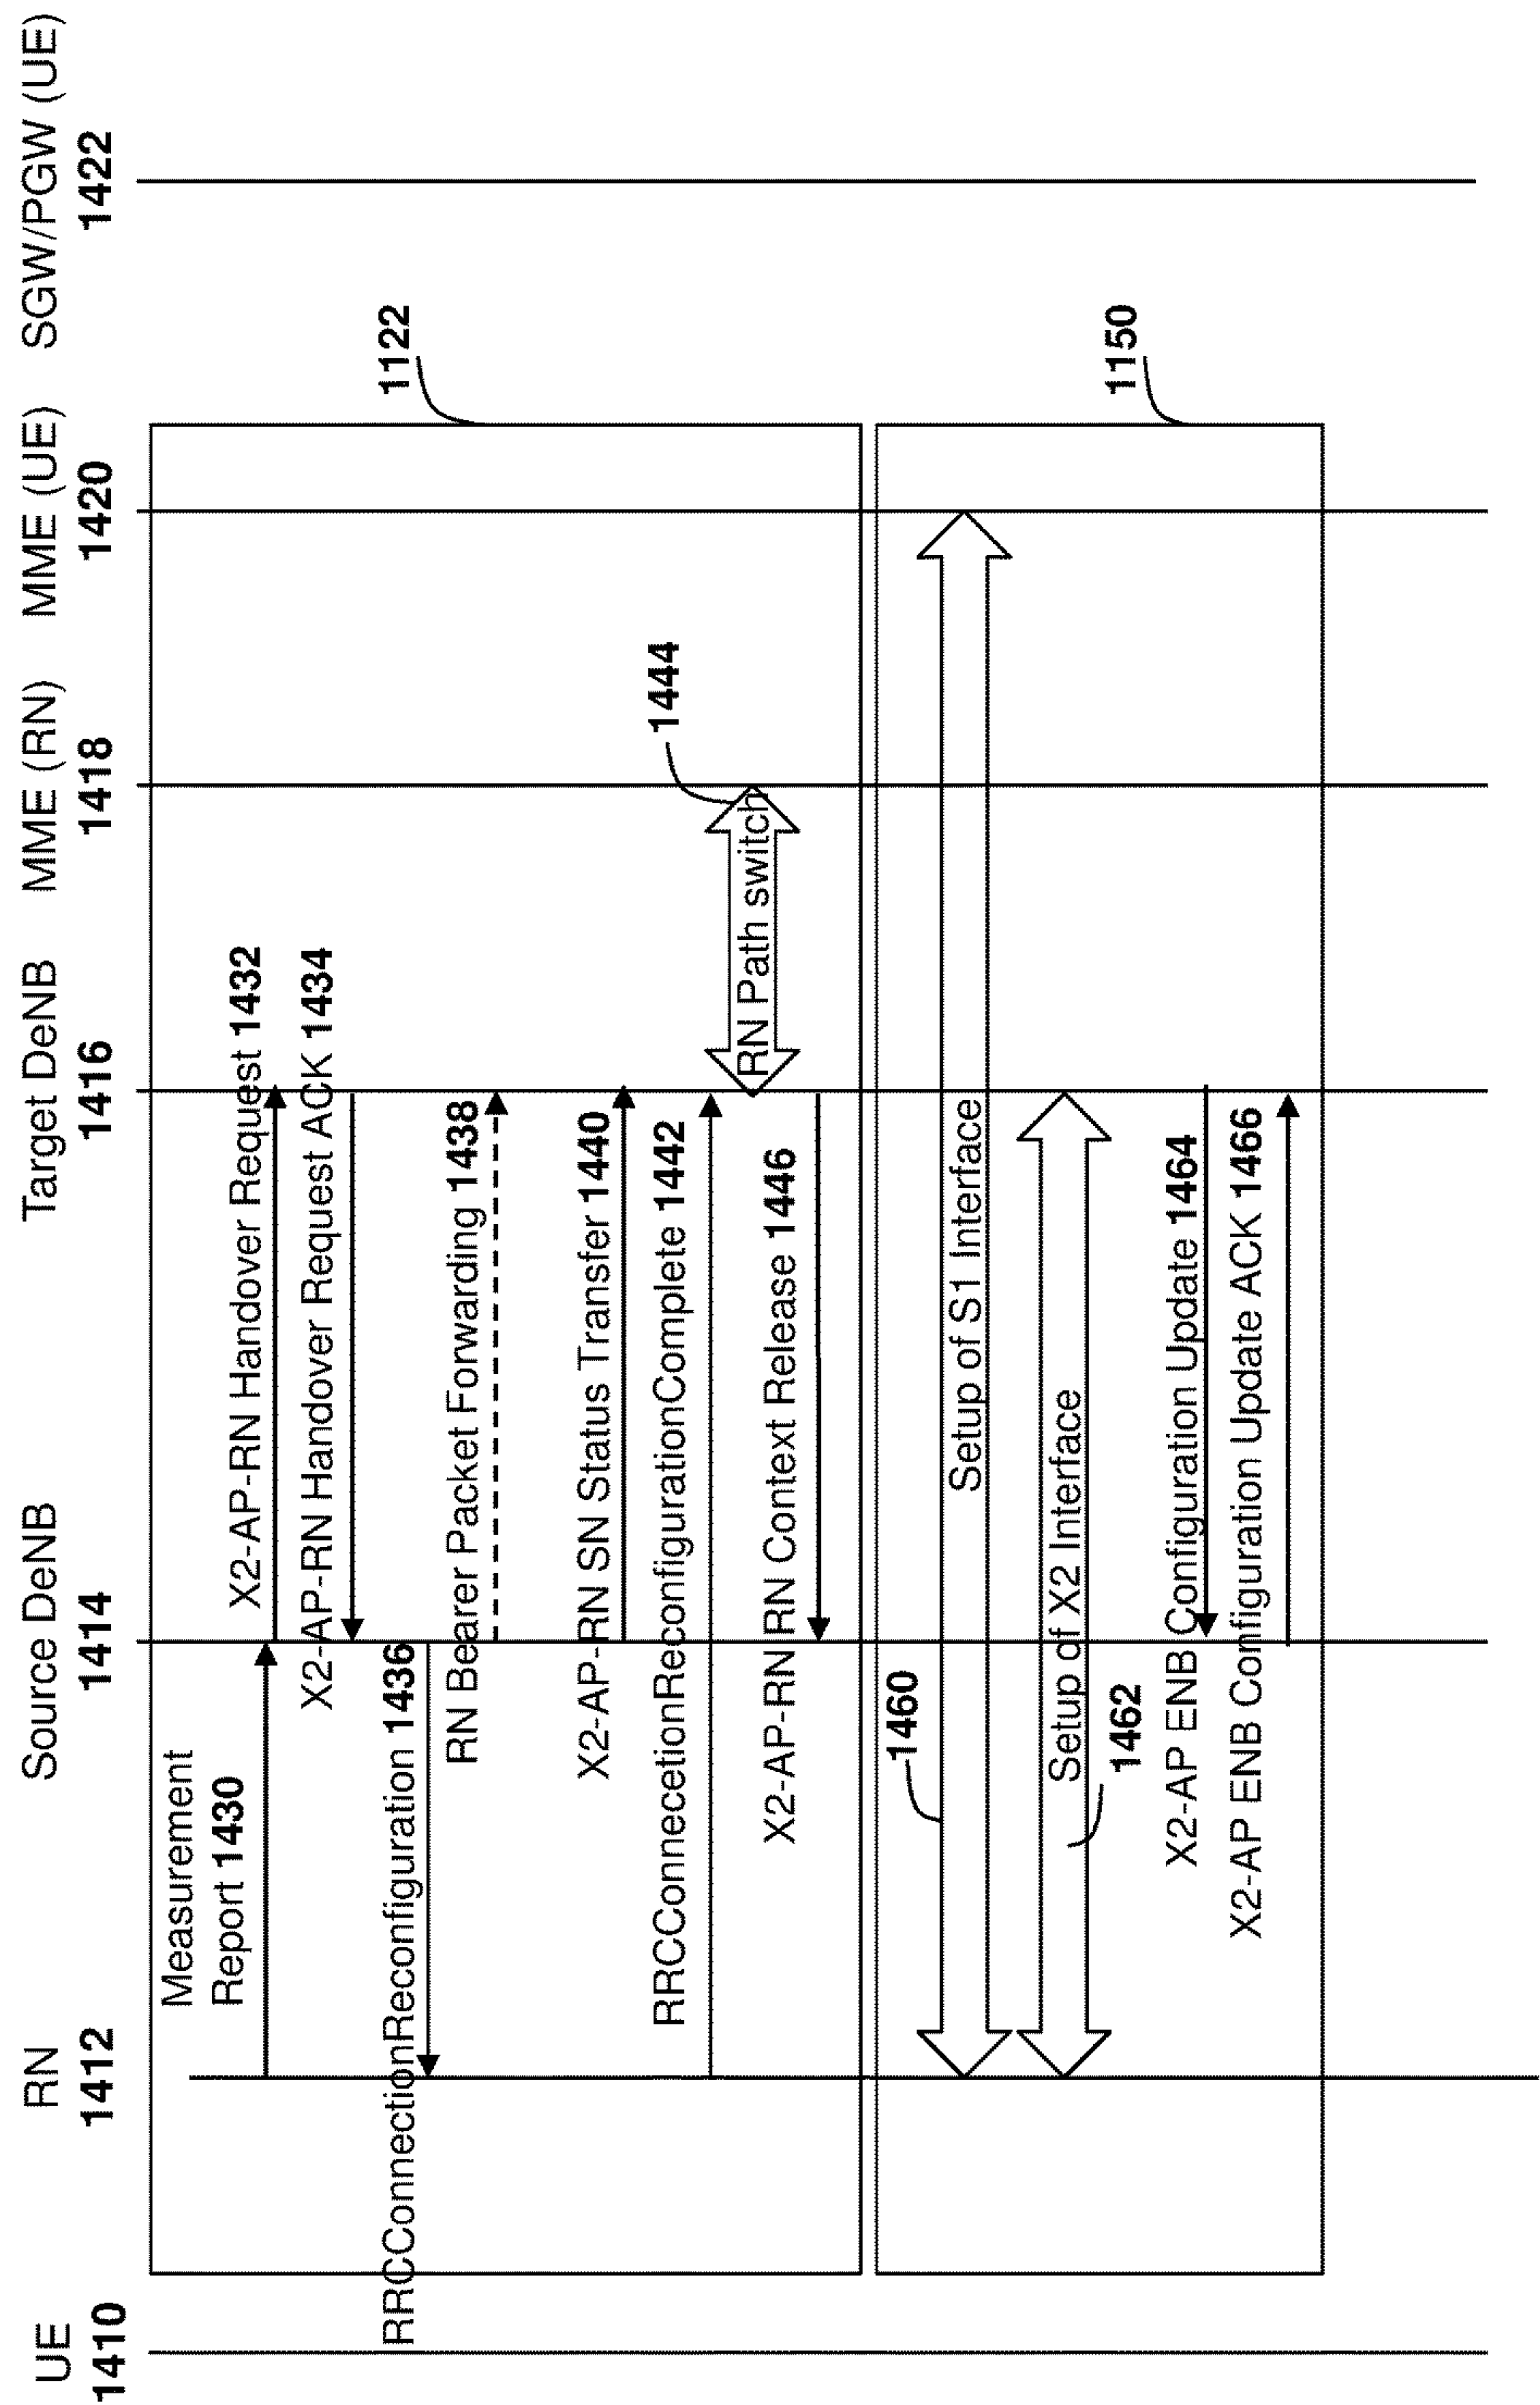 UE
1410
RN
1412
Source DeNB
1414
Target DeNB
1416
MME (RN)
1418
MME (UE)
1420
SGW/PGW (UE)
1422
Measurement
Report 1430
X2-AP-RN Handover Request 1432
X2-AP-RN Handover Request ACK 1434
RRCConnectionReconfiguration 1436
RN Bearer Packet Forwarding 1438
X2-AP-RN SN Status Transfer 1440
RRCConnecetionReconfigurationComplete 1442
1444
RN Path switch
X2-AP-RN RN Context Release 1446
1122
1460
Setup of S1 Interface
Setup of X2 Interface
1462
X2-AP ENB Configuration Update 1464
X2-AP ENB Configuration Update ACK 1466
1150